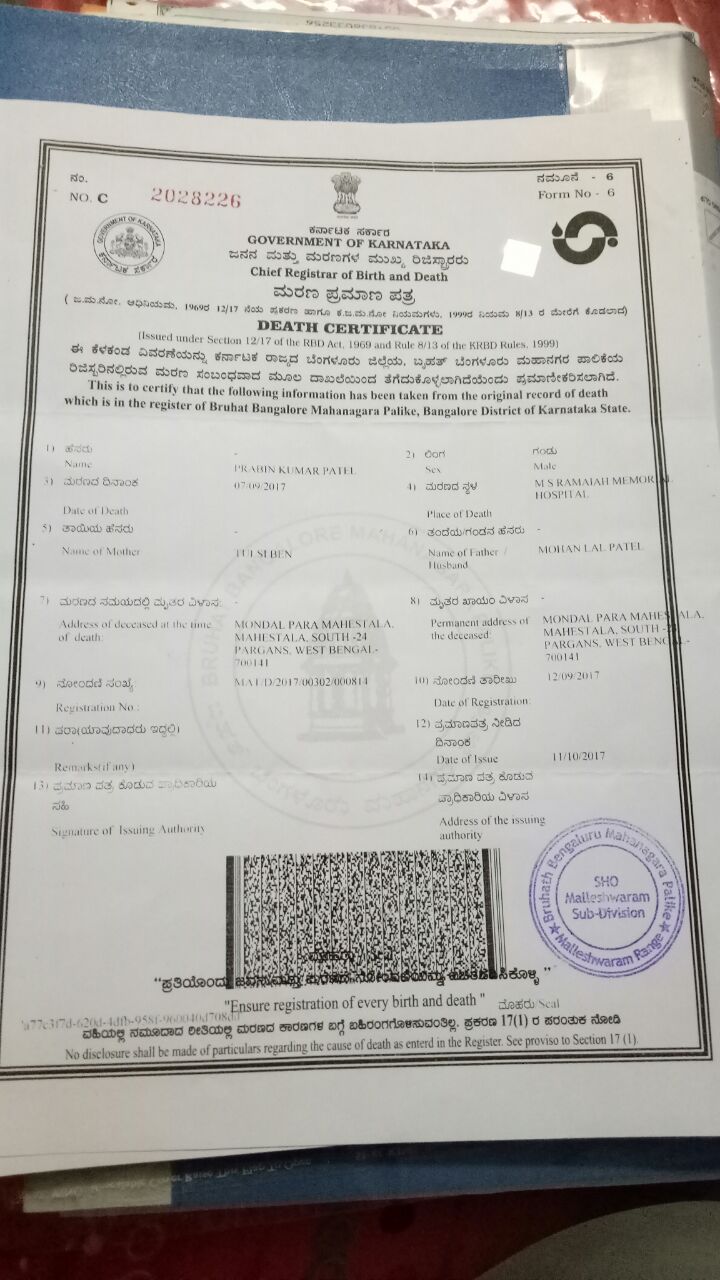 ನಂ.
NO. C 2028226
ನಮೂನೆ - 6
Form No - 6
GOVERNMENT OF KARNATAKA
ಕರ್ನಾಟಕ ಸರ್ಕಾರ
ಕರ್ನಾಟಕ ಸರ್ಕಾರ
GOVERNMENT OF KARNATAKA
ಜನನ ಮತ್ತು ಮರಣಗಳ ಮುಖ್ಯ ರಿಜಿಸ್ಟ್ರಾರರು
Chief Registrar of Birth and Death
ಮರಣ ಪ್ರಮಾಣ ಪತ್ರ
( ಜ.ಮ.ನೋ. ಅಧಿನಿಯಮ, 1969ರ 12/17 ನೆಯ ಪ್ರಕರಣ ಹಾಗೂ ಕ.ಜ.ಮ.ನೋ ನಿಯಮಗಳು, 1999ರ ನಿಯಮ 8/13 ರ ಮೇರೆಗೆ ಕೊಡಲಾದ)
DEATH CERTIFICATE
(Issued under Section 12/17 of the RBD Act, 1969 and Rule 8/13 of the KRBD Rules, 1999)
ಈ ಕೆಳಕಂಡ ವಿವರಣೆಯನ್ನು ಕರ್ನಾಟಕ ರಾಜ್ಯದ ಬೆಂಗಳೂರು ಜಿಲ್ಲೆಯ, ಬೃಹತ್ ಬೆಂಗಳೂರು ಮಹಾನಗರ ಪಾಲಿಕೆಯ
ರಿಜಿಸ್ಟರಿನಲ್ಲಿರುವ ಮರಣ ಸಂಬಂಧವಾದ ಮೂಲ ದಾಖಲೆಯಿಂದ ತೆಗೆದುಕೊಳ್ಳಲಾಗಿದೆಯೆಂದು ಪ್ರಮಾಣೀಕರಿಸಲಾಗಿದೆ.
This is to certify that the following information has been taken from the original record of death
which is in the register of Bruhat Bangalore Mahanagara Palike, Bangalore District of Karnataka State.
1) ಹೆಸರು -
Name PRABIN KUMAR PATEL
2) ಲಿಂಗ ಗಂಡು
Sex Male
3) ಮರಣದ ದಿನಾಂಕ 07/09/2017
Date of Death
4) ಮರಣದ ಸ್ಥಳ M S RAMAIAH MEMORIAL
HOSPITAL
Place of Death
5) ತಾಯಿಯ ಹೆಸರು -
Name of Mother TULSI BEN
6) ತಂದೆಯ/ಗಂಡನ ಹೆಸರು -
Name of Father / MOHAN LAL PATEL
Husband
7) ಮರಣದ ಸಮಯದಲ್ಲಿ ಮೃತರ ವಿಳಾಸ: -
Address of deceased at the time MONDAL PARA MAHESTALA,
of death: MAHESTALA, SOUTH -24
PARGANS, WEST BENGAL-
700141
8) ಮೃತರ ಖಾಯಂ ವಿಳಾಸ -
Permanent address of MONDAL PARA MAHESTALA,
the deceased: MAHESTALA, SOUTH -24
PARGANS, WEST BENGAL-
700141
9) ನೋಂದಣಿ ಸಂಖ್ಯೆ MAT/D/2017/00302/000814
Registration No.:
10) ನೋಂದಣಿ ತಾರೀಖು 12/09/2017
Date of Registration:
11) ಷರಾ(ಯಾವುದಾದರು ಇದ್ದಲ್ಲಿ)
Remarks(if any)
12) ಪ್ರಮಾಣಪತ್ರ ನೀಡಿದ
ದಿನಾಂಕ
Date of Issue 11/10/2017
13) ಪ್ರಮಾಣ ಪತ್ರ ಕೊಡುವ ಪ್ರಾಧಿಕಾರಿಯ
ಸಹಿ
Signature of Issuing Authority
14) ಪ್ರಮಾಣ ಪತ್ರ ಕೊಡುವ
ಪ್ರಾಧಿಕಾರಿಯ ವಿಳಾಸ
Address of the issuing
authority
Bruhath Bengaluru Mahanagara Palike
SHO
Malleshwaram
Sub-Division
Malleshwaram Range
"ಪ್ರತಿಯೊಂದು
"Ensure registration of every birth and death " ಮೊಹರು/Seal
ವಹಿಯಲ್ಲಿ ನಮೂದಾದ ರೀತಿಯಲ್ಲಿ ಮರಣದ ಕಾರಣಗಳ ಬಗ್ಗೆ ಬಹಿರಂಗಗೊಳಿಸುವಂತಿಲ್ಲ. ಪ್ರಕರಣ 17(1) ರ ಪರಂತುಕ ನೋಡಿ
No disclosure shall be made of particulars regarding the cause of death as enterd in the Register. See proviso to Section 17 (1).